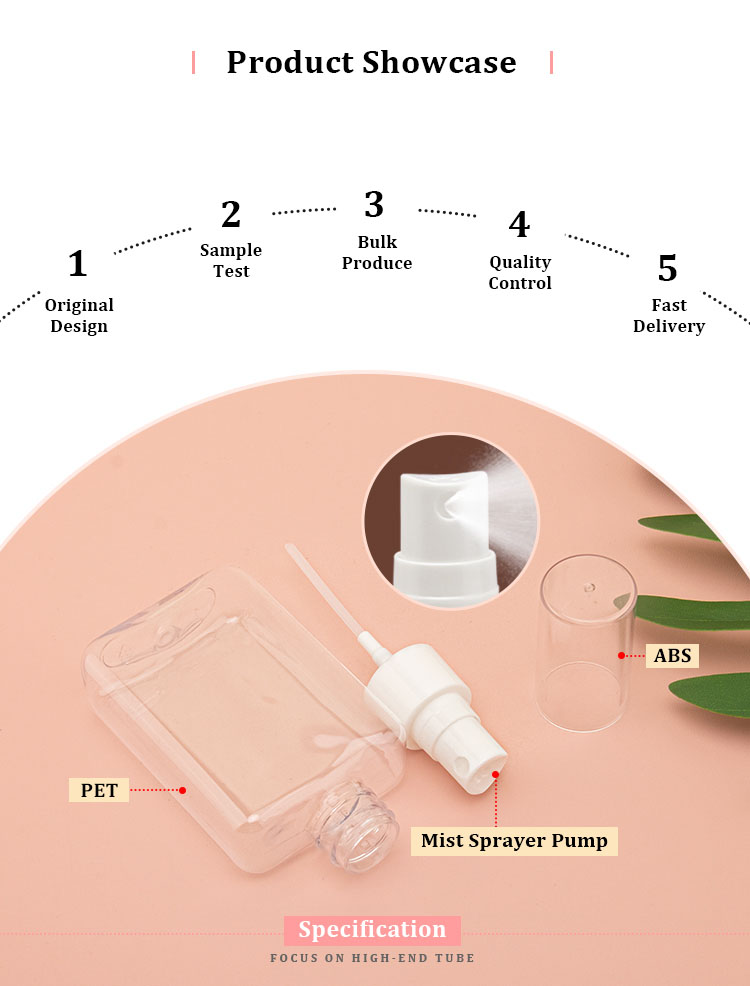 Product Showcase
1
Original
Design
2
Sample
Test
3
Bulk
Produce
4
Quality
Control
5
Fast
Delivery
ABS
PET
Mist Sprayer Pump
Specification
FOCUS ON HIGH-END TUBE